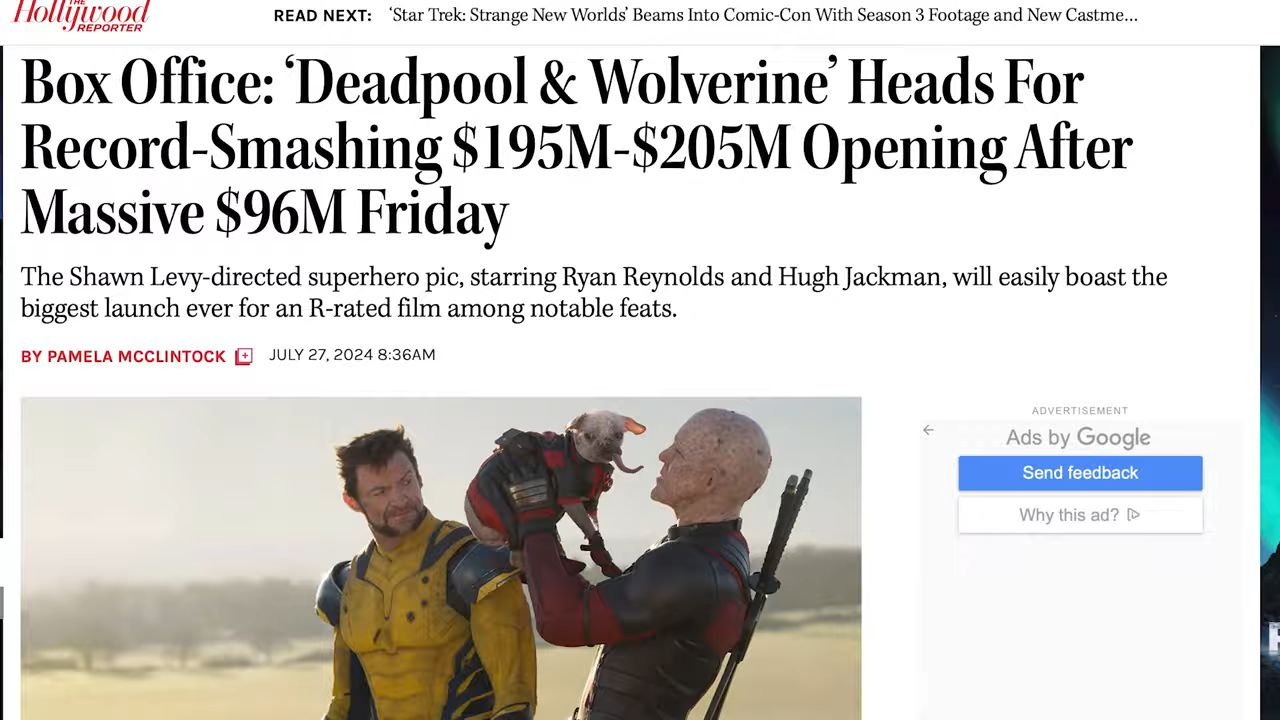 THE
Hollywood
REPORTER
READ NEXT: ‘Star Trek: Strange New Worlds’ Beams Into Comic-Con With Season 3 Footage and New Castme...
Box Office: ‘Deadpool & Wolverine’ Heads For
Record-Smashing $195M-$205M Opening After
Massive $96M Friday
The Shawn Levy-directed superhero pic, starring Ryan Reynolds and Hugh Jackman, will easily boast the
biggest launch ever for an R-rated film among notable feats.
BY PAMELA MCCLINTOCK JULY 27, 2024 8:36AM
ADVERTISEMENT
Ads by Google
Send feedback
Why this ad?